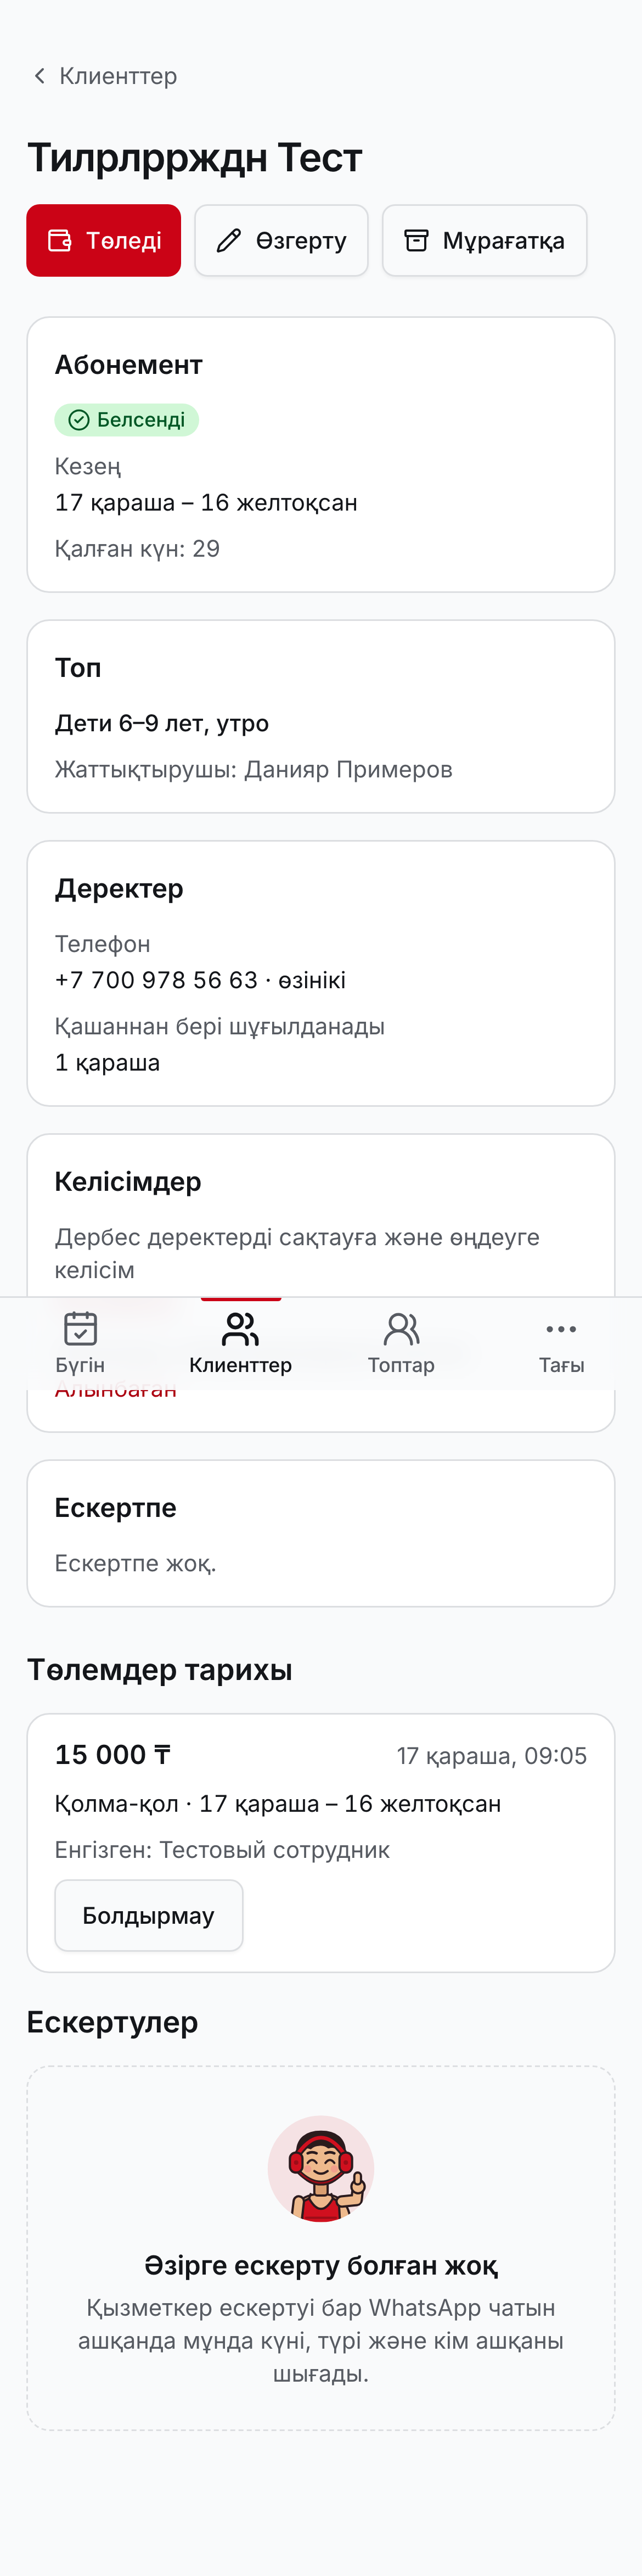 Клиенттер
Тилрлрржdн Тест
Төледі
Өзгерту
Мұрағатқа
Абонемент
Белсенді
Кезең
17 қараша – 16 желтоқсан
Қалған күн: 29
Топ
Дети 6–9 лет, утро
Жаттықтырушы: Данияр Примеров
Деректер
Телефон
+7 700 978 56 63 · өзінікі
Қашаннан бері шұғылданады
1 қараша
Келісімдер
Дербес деректерді сақтауға және өңдеуге
келісім
Бүгін
Клиенттер
Топтар
Тағы
Алынбаған
Ескертпе
Ескертпе жоқ.
Төлемдер тарихы
15 000 ₸
17 қараша, 09:05
Қолма-қол · 17 қараша – 16 желтоқсан
Енгізген: Тестовый сотрудник
Болдырмау
Ескертулер
Әзірге ескерту болған жоқ
Қызметкер ескертуі бар WhatsApp чатын
ашқанда мұнда күні, түрі және кім ашқаны
шығады.